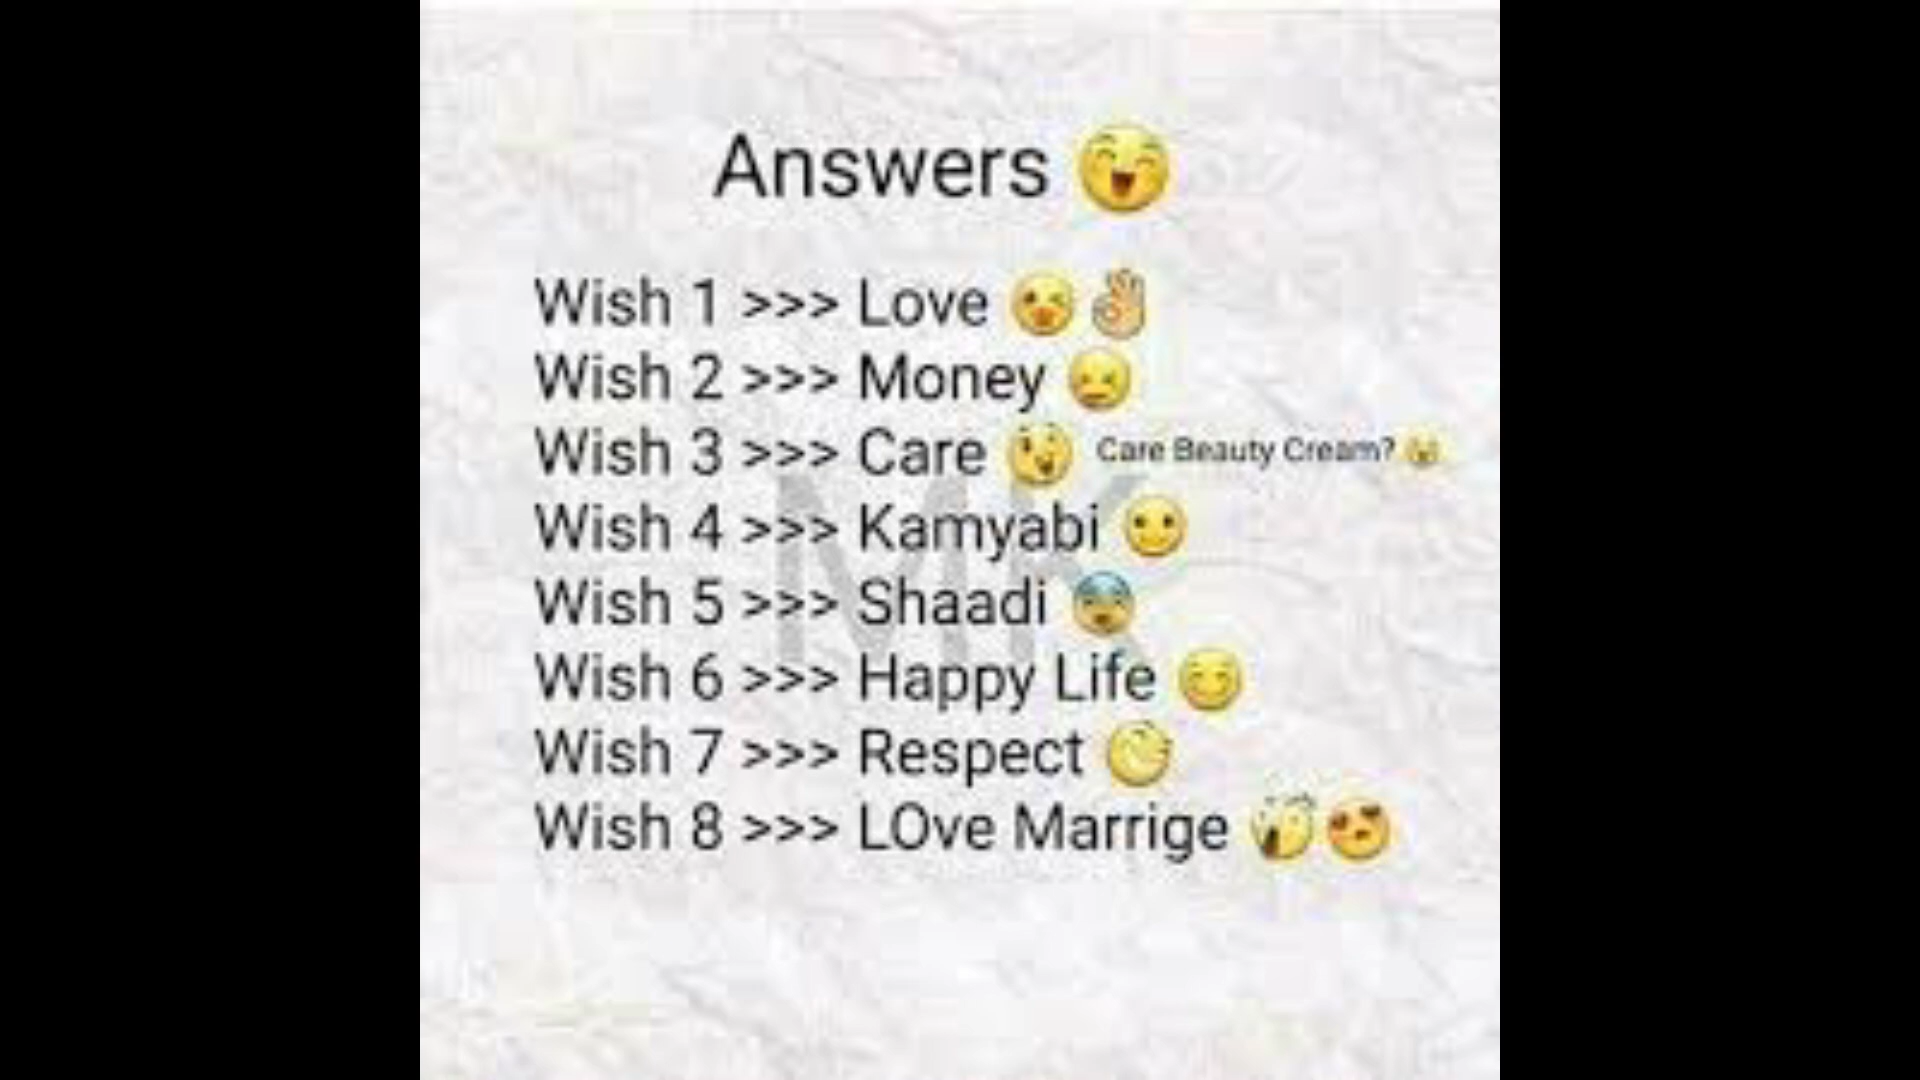 Answers 😄
Wish 1 >>> Love 😘👌
Wish 2 >>> Money 😞
Wish 3 >>> Care 😲 Care Beauty Cream? 😮
Wish 4 >>> Kamyabi 🙂
Wish 5 >>> Shaadi 😨
Wish 6 >>> Happy Life 😊
Wish 7 >>> Respect 😉
Wish 8 >>> LOve Marrige 😱😍
MK